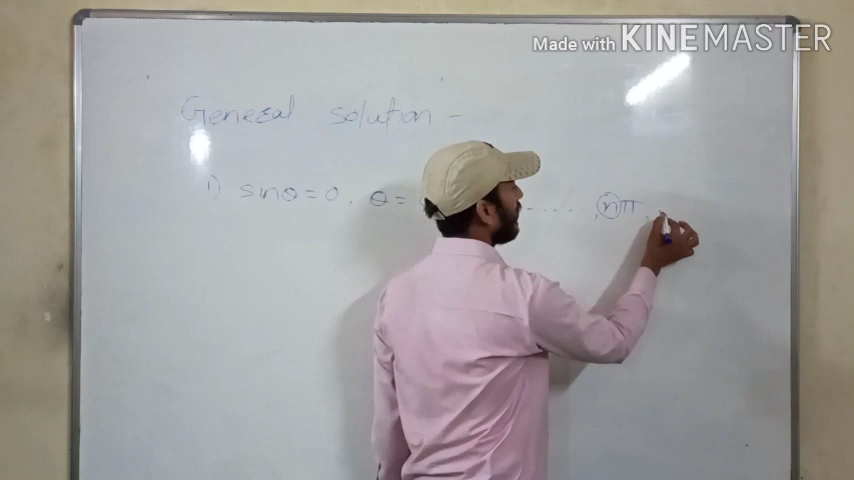 Made with KINEMASTER
General solution -
1) sinθ = 0, θ = ......, nπ,